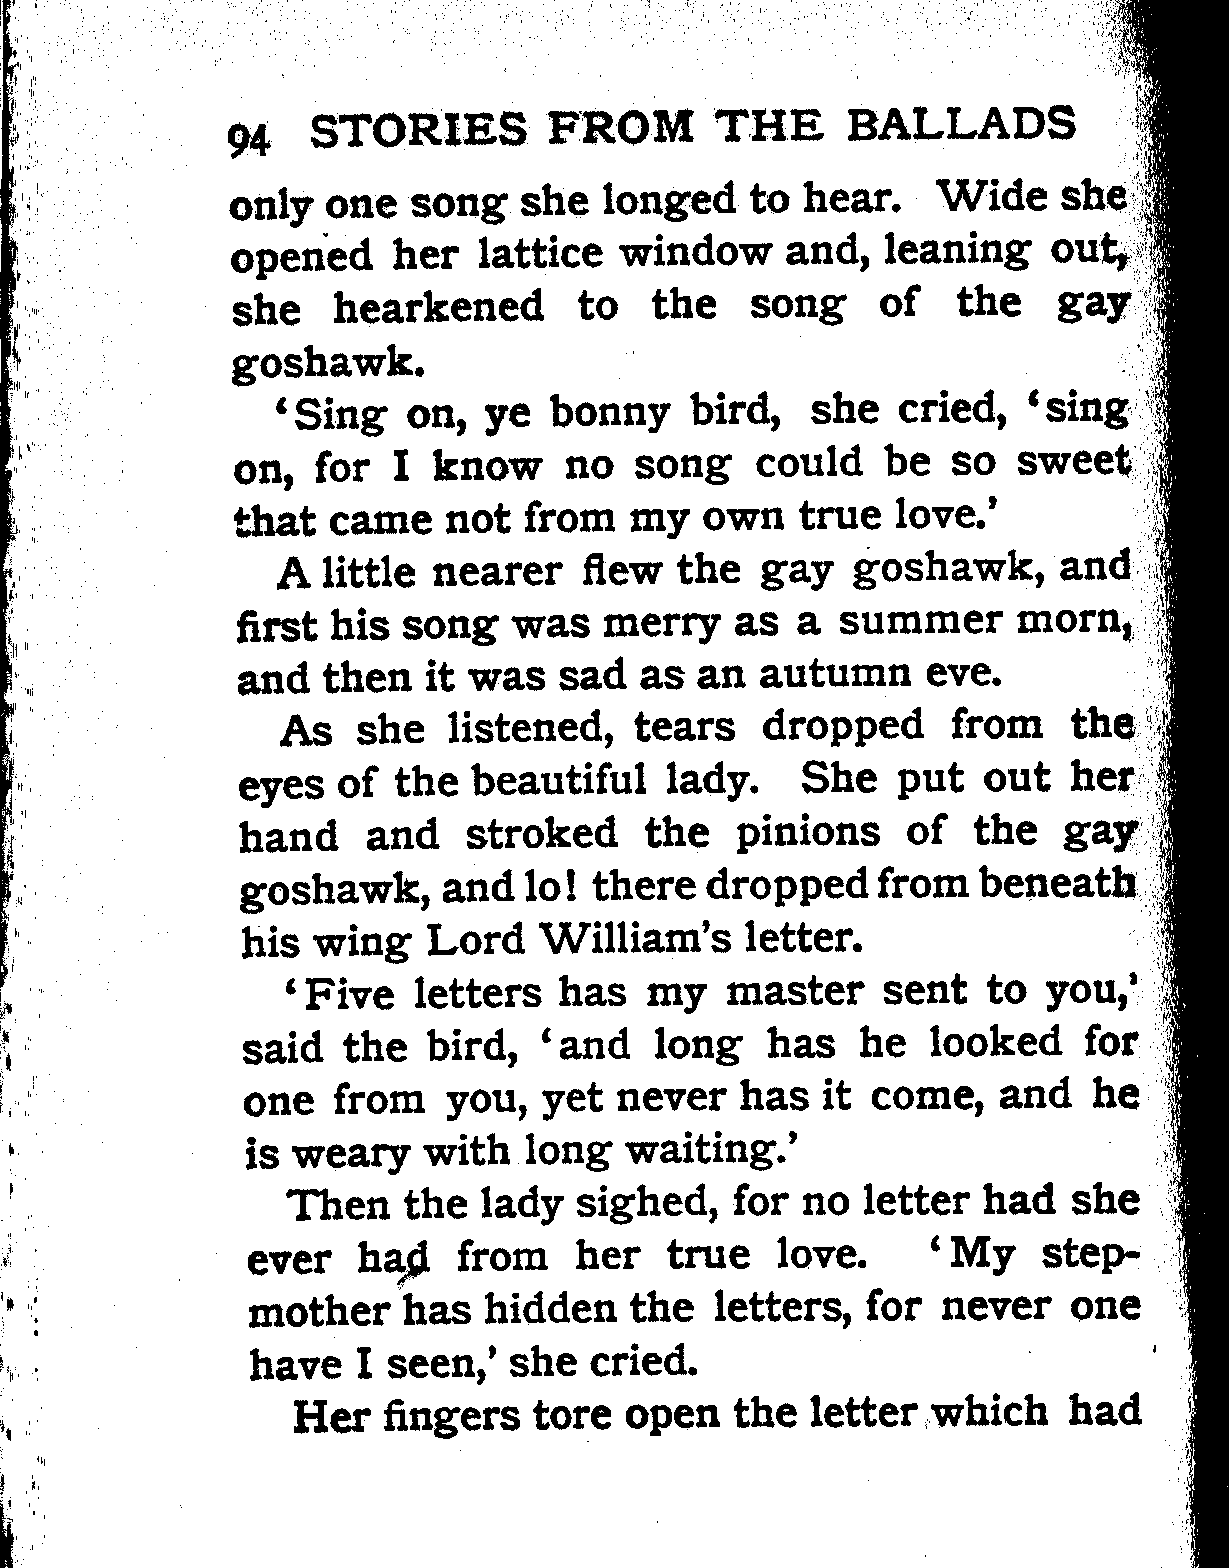 94 STORIES FROM THE BALLADS
only one song she longed to hear. Wide she
opened her lattice window and, leaning out,
she hearkened to the song of the gay
goshawk.
‘Sing on, ye bonny bird, she cried, ‘sing
on, for I know no song could be so sweet
that came not from my own true love.’
A little nearer flew the gay goshawk, and
first his song was merry as a summer morn,
and then it was sad as an autumn eve.
As she listened, tears dropped from the
eyes of the beautiful lady. She put out her
hand and stroked the pinions of the gay
goshawk, and lo! there dropped from beneath
his wing Lord William's letter.
‘Five letters has my master sent to you,’
said the bird, ‘and long has he looked for
one from you, yet never has it come, and he
is weary with long waiting.’
Then the lady sighed, for no letter had she
ever had from her true love. ‘My step-
mother has hidden the letters, for never one
have I seen,’ she cried.
Her fingers tore open the letter which had